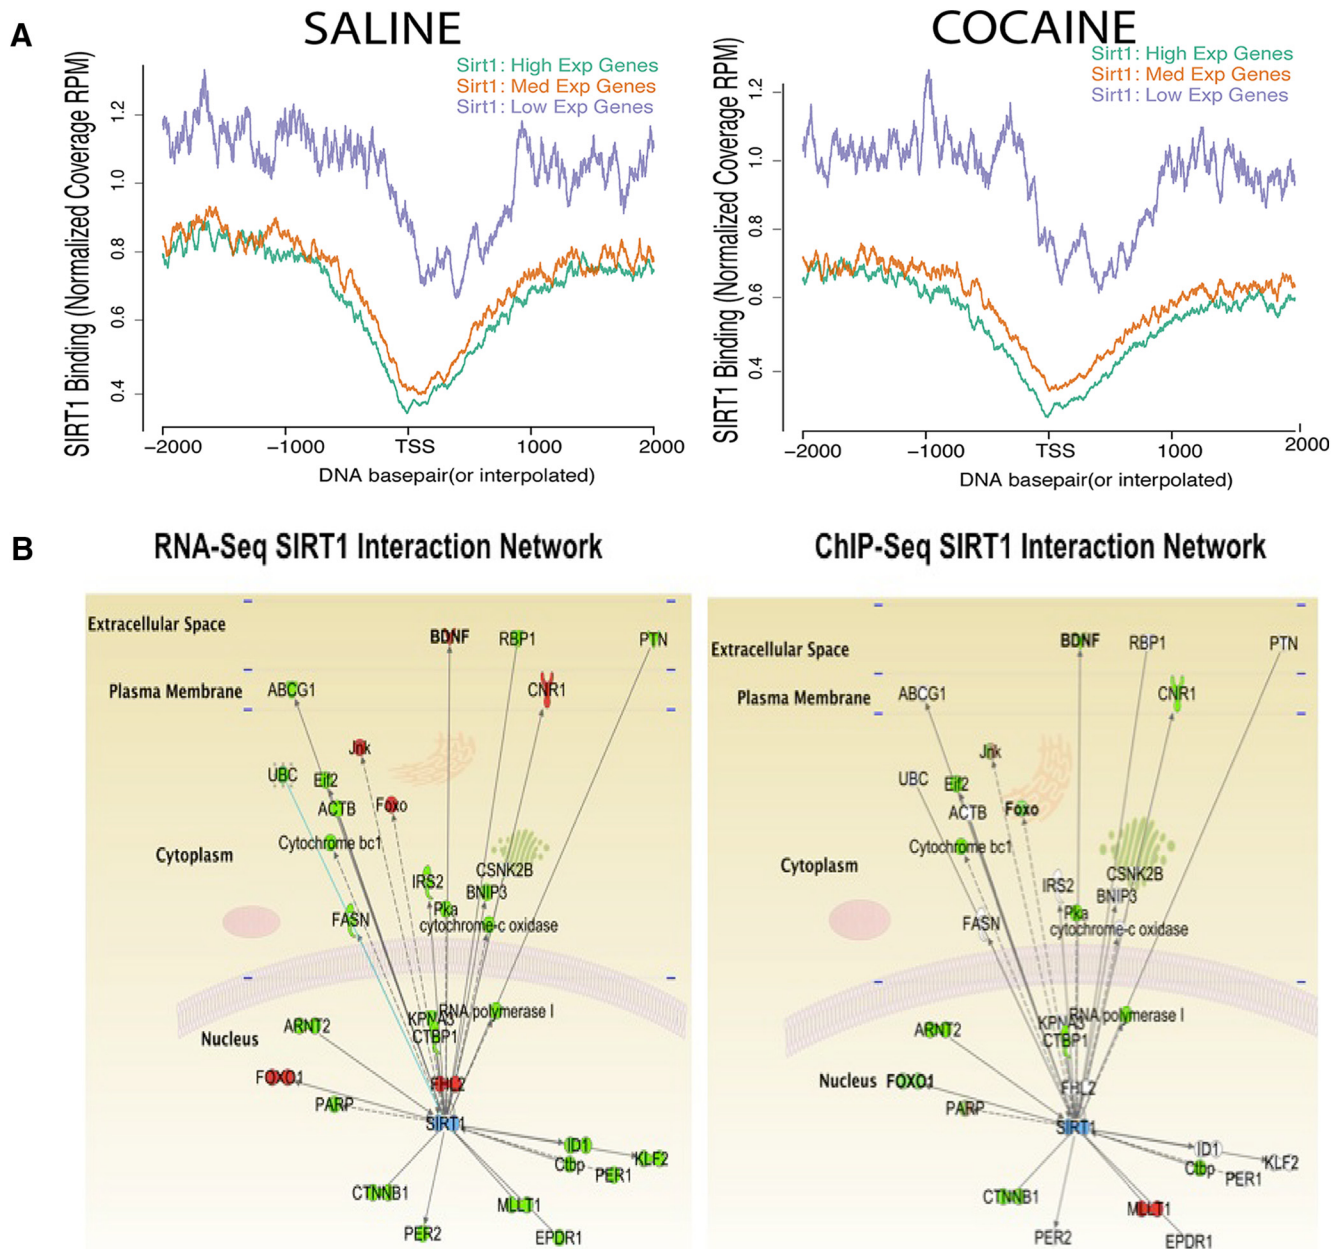 A
SALINE
Sirt1: High Exp Genes
Sirt1: Med Exp Genes
Sirt1: Low Exp Genes
SIRT1 Binding (Normalized Coverage RPM)
1.2
1.0
0.8
0.6
0.4
−2000
−1000
TSS
1000
2000
DNA basepair(or interpolated)
COCAINE
Sirt1: High Exp Genes
Sirt1: Med Exp Genes
Sirt1: Low Exp Genes
SIRT1 Binding (Normalized Coverage RPM)
1.2
1.0
0.8
0.6
0.4
−2000
−1000
TSS
1000
2000
DNA basepair(or interpolated)
B
RNA-Seq SIRT1 Interaction Network
Extracellular Space
BDNF
RBP1
PTN
Plasma Membrane
ABCG1
CNR1
Jnk
UBC
Eif2
Foxo
ACTB
Cytochrome bc1
Cytoplasm
CSNK2B
IRS2
BNIP3
Pka
FASN
cytochrome-c oxidase
RNA polymerase I
KPNA3
ARNT2
CTBP1
Nucleus
FOXO1
FHL2
PARP
SIRT1
ID1
Ctbp
KLF2
PER1
CTNNB1
MLLT1
PER2
EPDR1
ChIP-Seq SIRT1 Interaction Network
Extracellular Space
BDNF
RBP1
PTN
Plasma Membrane
ABCG1
CNR1
Jnk
UBC
Eif2
Foxo
ACTB
Cytochrome bc1
Cytoplasm
CSNK2B
IRS2
BNIP3
Pka
FASN
cytochrome-c oxidase
RNA polymerase I
KPNA3
ARNT2
CTBP1
Nucleus
FOXO1
FHL2
PARP
SIRT1
ID1
Ctbp
KLF2
PER1
CTNNB1
MLLT1
PER2
EPDR1